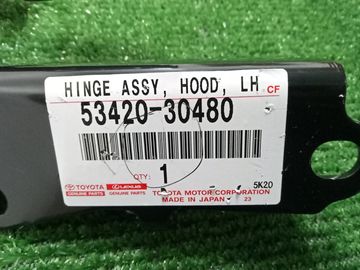 HINGE ASSY, HOOD, LH CF
53420-30480
QTY: 1 5K20
TOYOTA LEXUS TOYOTA MOTOR CORPORATION
GENUINE PARTS GENUINE PARTS MADE IN JAPAN 23